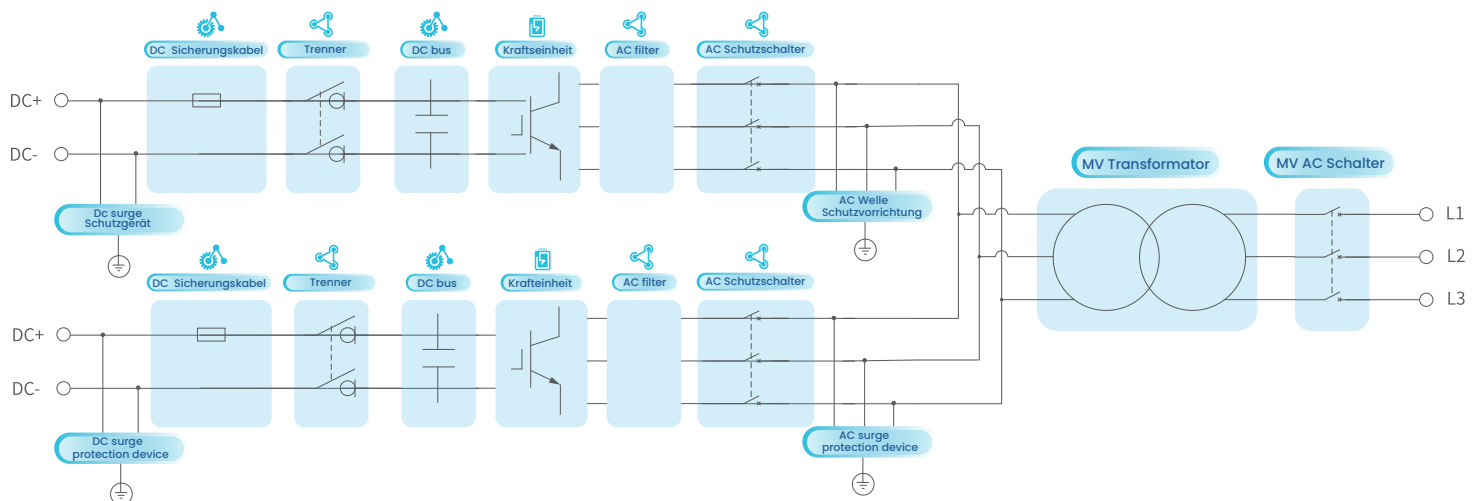 DC Sicherungskabel
Trenner
DC bus
Kraftseinheit
AC filter
AC Schutzschalter
DC+
DC-
Dc surge
Schutzgerät
AC Welle
Schutzvorrichtung
MV Transformator
MV AC Schalter
L1
L2
L3
DC Sicherungskabel
Trenner
DC bus
Krafteinheit
AC filter
AC Schutzschalter
DC+
DC-
DC surge
protection device
AC surge
protection device